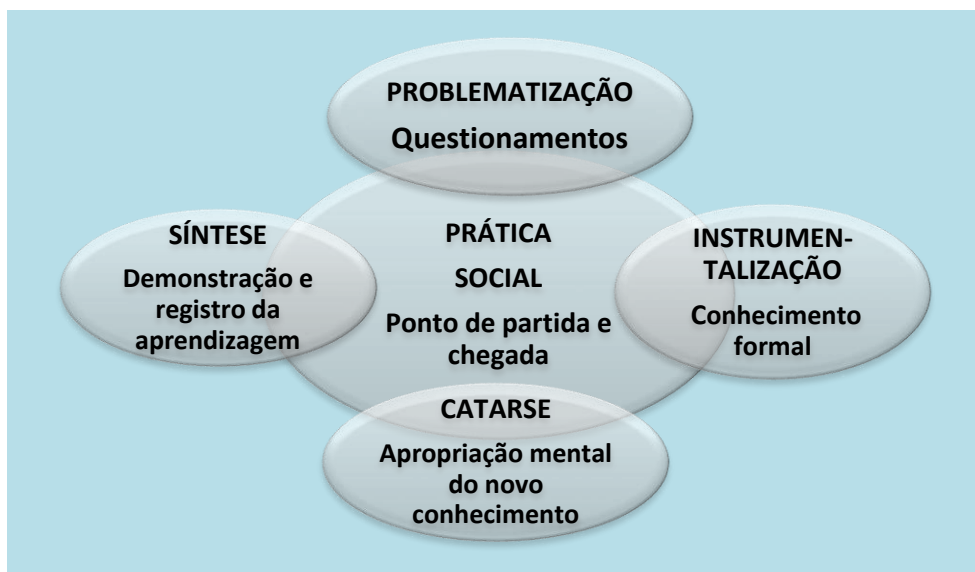 PROBLEMATIZAÇÃO
Questionamentos
SÍNTESE
Demonstração e
registro da
aprendizagem
PRÁTICA
SOCIAL
Ponto de partida e
chegada
INSTRUMEN-
TALIZAÇÃO
Conhecimento
formal
CATARSE
Apropriação mental
do novo
conhecimento